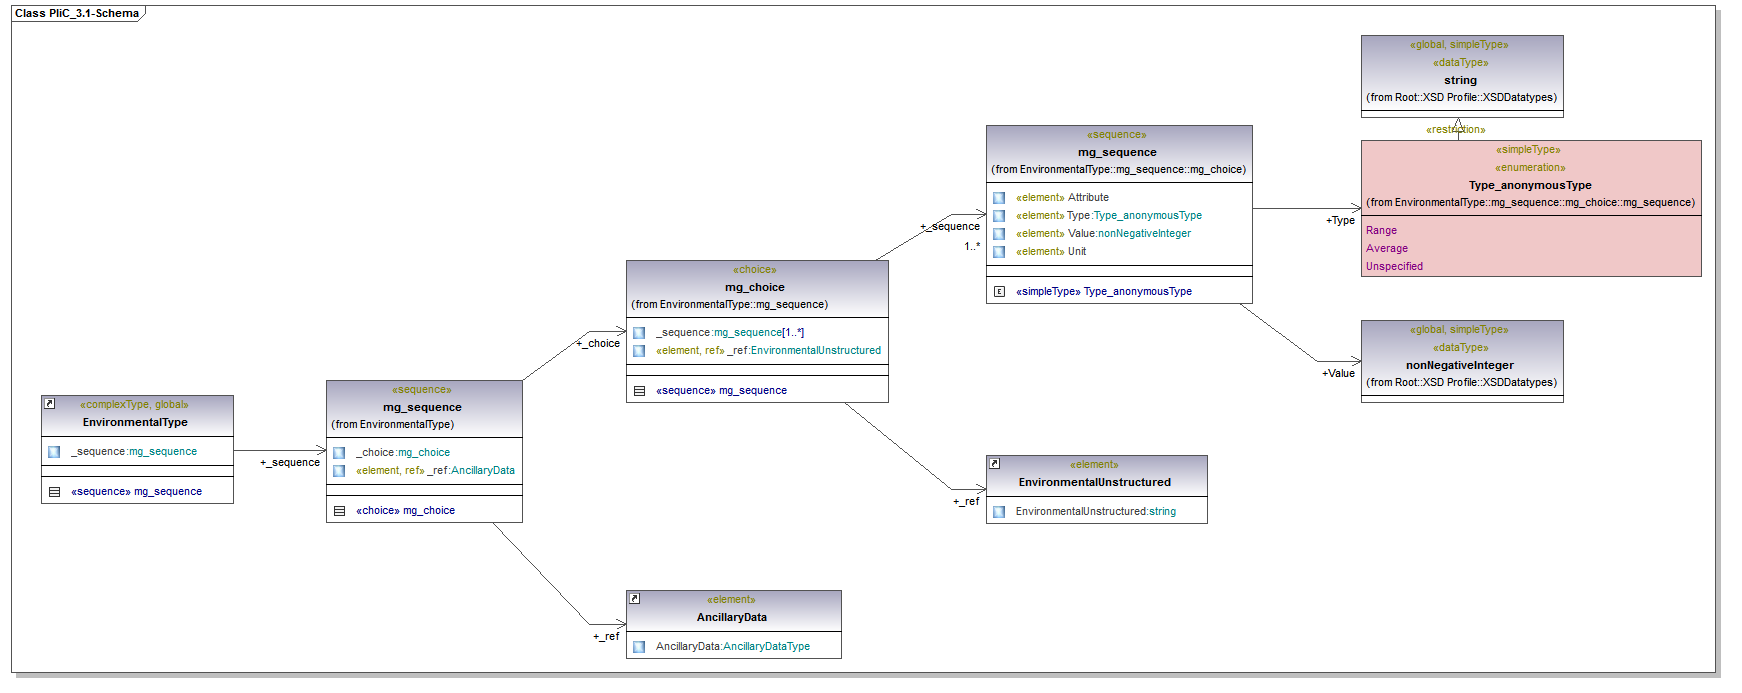 Class PliC_3.1-Schema
«complexType, global»
EnvironmentalType
_sequence:mg_sequence
«sequence» mg_sequence
+_sequence
«sequence»
mg_sequence
(from EnvironmentalType)
_choice:mg_choice
«element, ref» _ref:AncillaryData
«choice» mg_choice
+_choice
+_ref
«choice»
mg_choice
(from EnvironmentalType::mg_sequence)
_sequence:mg_sequence[1..*]
«element, ref» _ref:EnvironmentalUnstructured
«sequence» mg_sequence
«element»
AncillaryData
AncillaryData:AncillaryDataType
+_sequence
1..*
+_ref
«sequence»
mg_sequence
(from EnvironmentalType::mg_sequence::mg_choice)
«element» Attribute
«element» Type:Type_anonymousType
«element» Value:nonNegativeInteger
«element» Unit
«simpleType» Type_anonymousType
«element»
EnvironmentalUnstructured
EnvironmentalUnstructured:string
+Type
+Value
«global, simpleType»
«dataType»
string
(from Root::XSD Profile::XSDDatatypes)
«restriction»
«simpleType»
«enumeration»
Type_anonymousType
(from EnvironmentalType::mg_sequence::mg_choice::mg_sequence)
Range
Average
Unspecified
«global, simpleType»
«dataType»
nonNegativeInteger
(from Root::XSD Profile::XSDDatatypes)